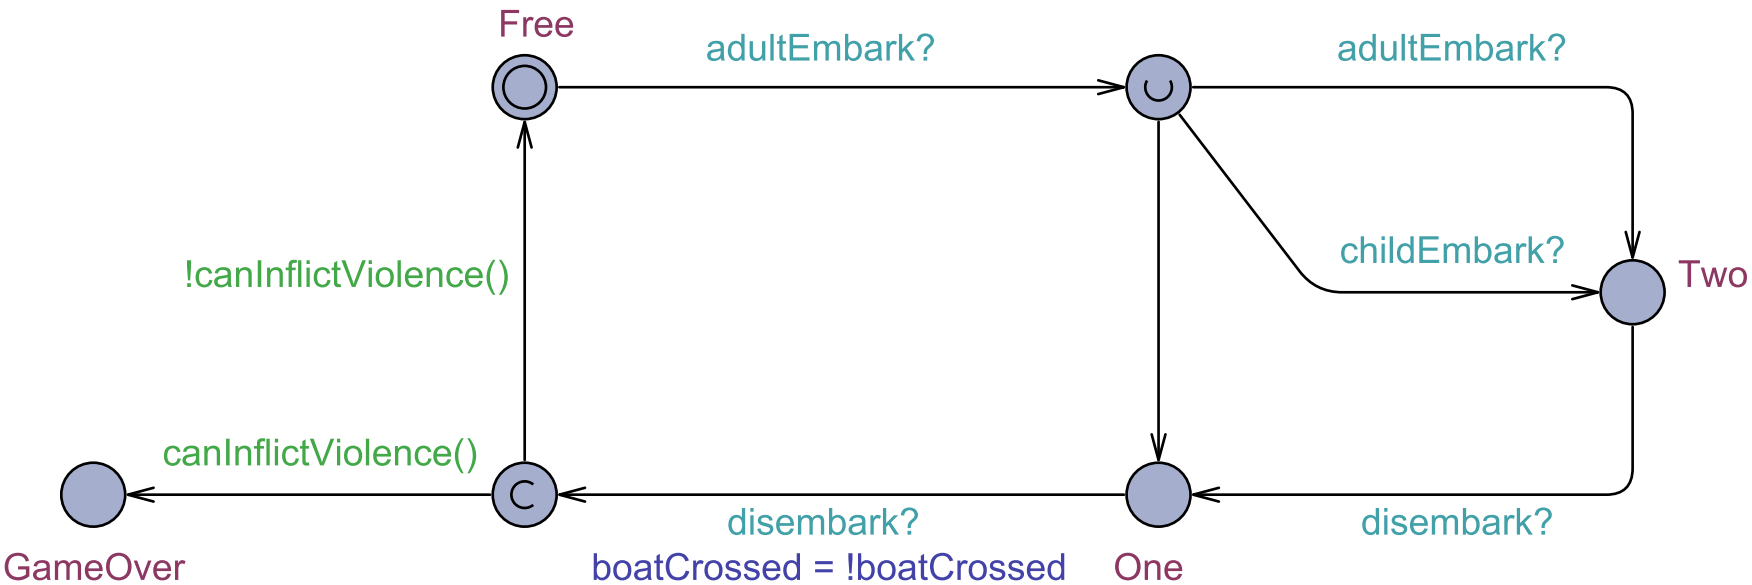 Free
adultEmbark?
adultEmbark?
childEmbark?
!canInflictViolence()
Two
canInflictViolence()
disembark?
disembark?
GameOver
boatCrossed = !boatCrossed
One